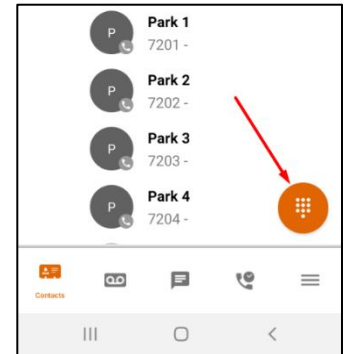 P
Park 1
7201 -
P
Park 2
7202 -
P
Park 3
7203 -
P
Park 4
7204 -
Contacts